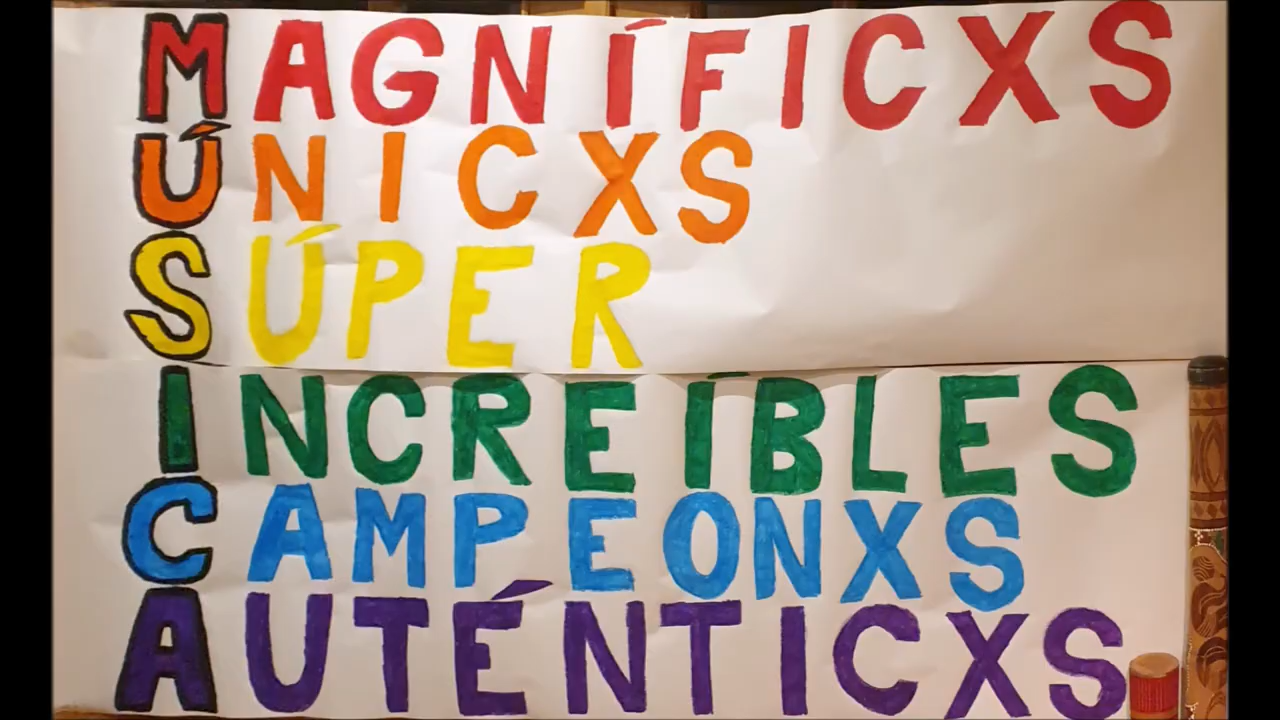 MAGNÍFICXS
ÚNICXS
SÚPER
INCREÍBLES
CAMPEONXS
AUTÉNTICXS